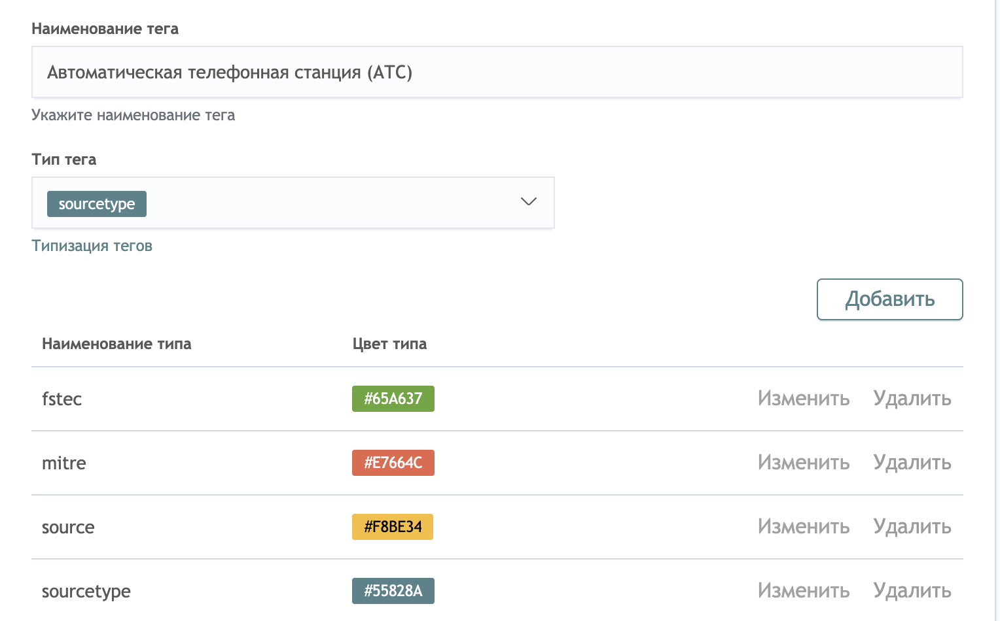 Наименование тега
Автоматическая телефонная станция (АТС)
Укажите наименование тега
Тип тега
sourcetype
Типизация тегов
Добавить
Наименование типа Цвет типа
fstec #65A637 Изменить Удалить
mitre #E7664C Изменить Удалить
source #F8BE34 Изменить Удалить
sourcetype #55828A Изменить Удалить